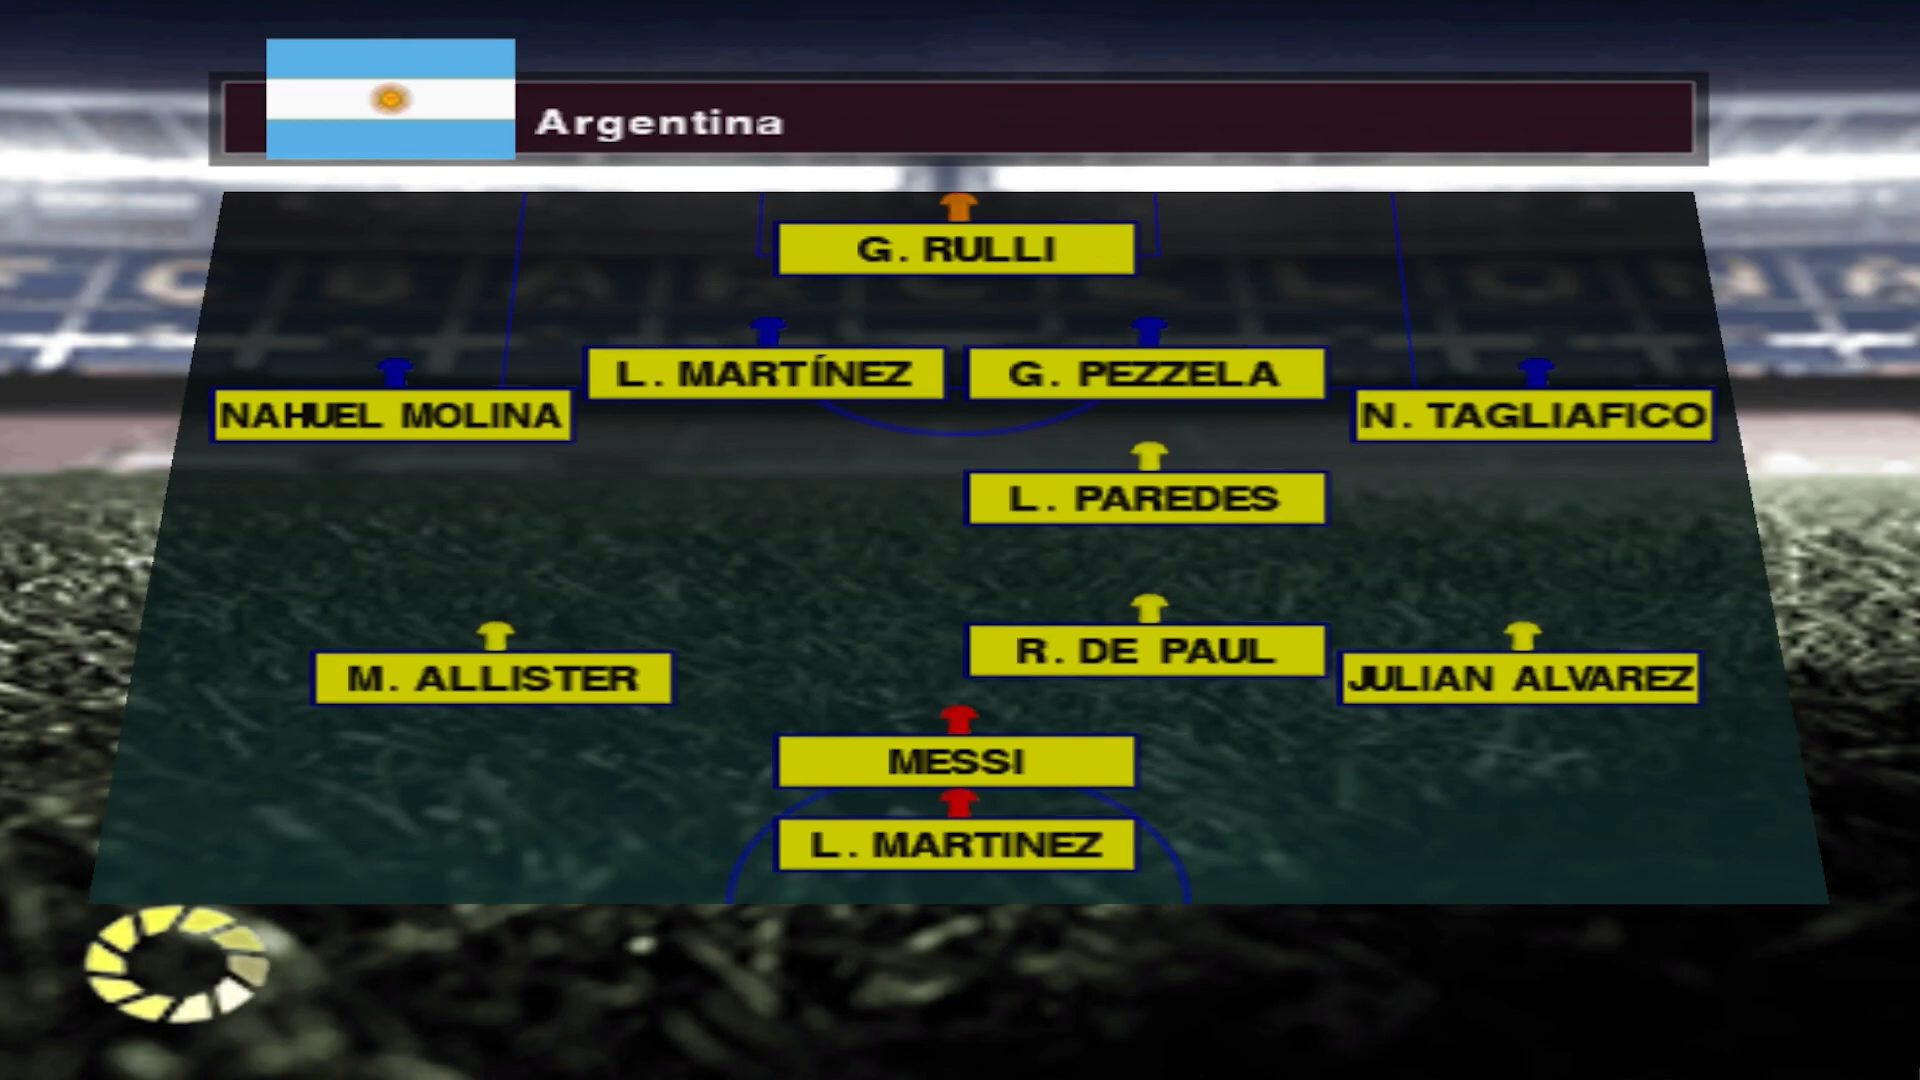 Argentina
G. RULLI
L. MARTÍNEZ
G. PEZZELA
NAHUEL MOLINA
N. TAGLIAFICO
L. PAREDES
R. DE PAUL
M. ALLISTER
JULIAN ALVAREZ
MESSI
L. MARTINEZ